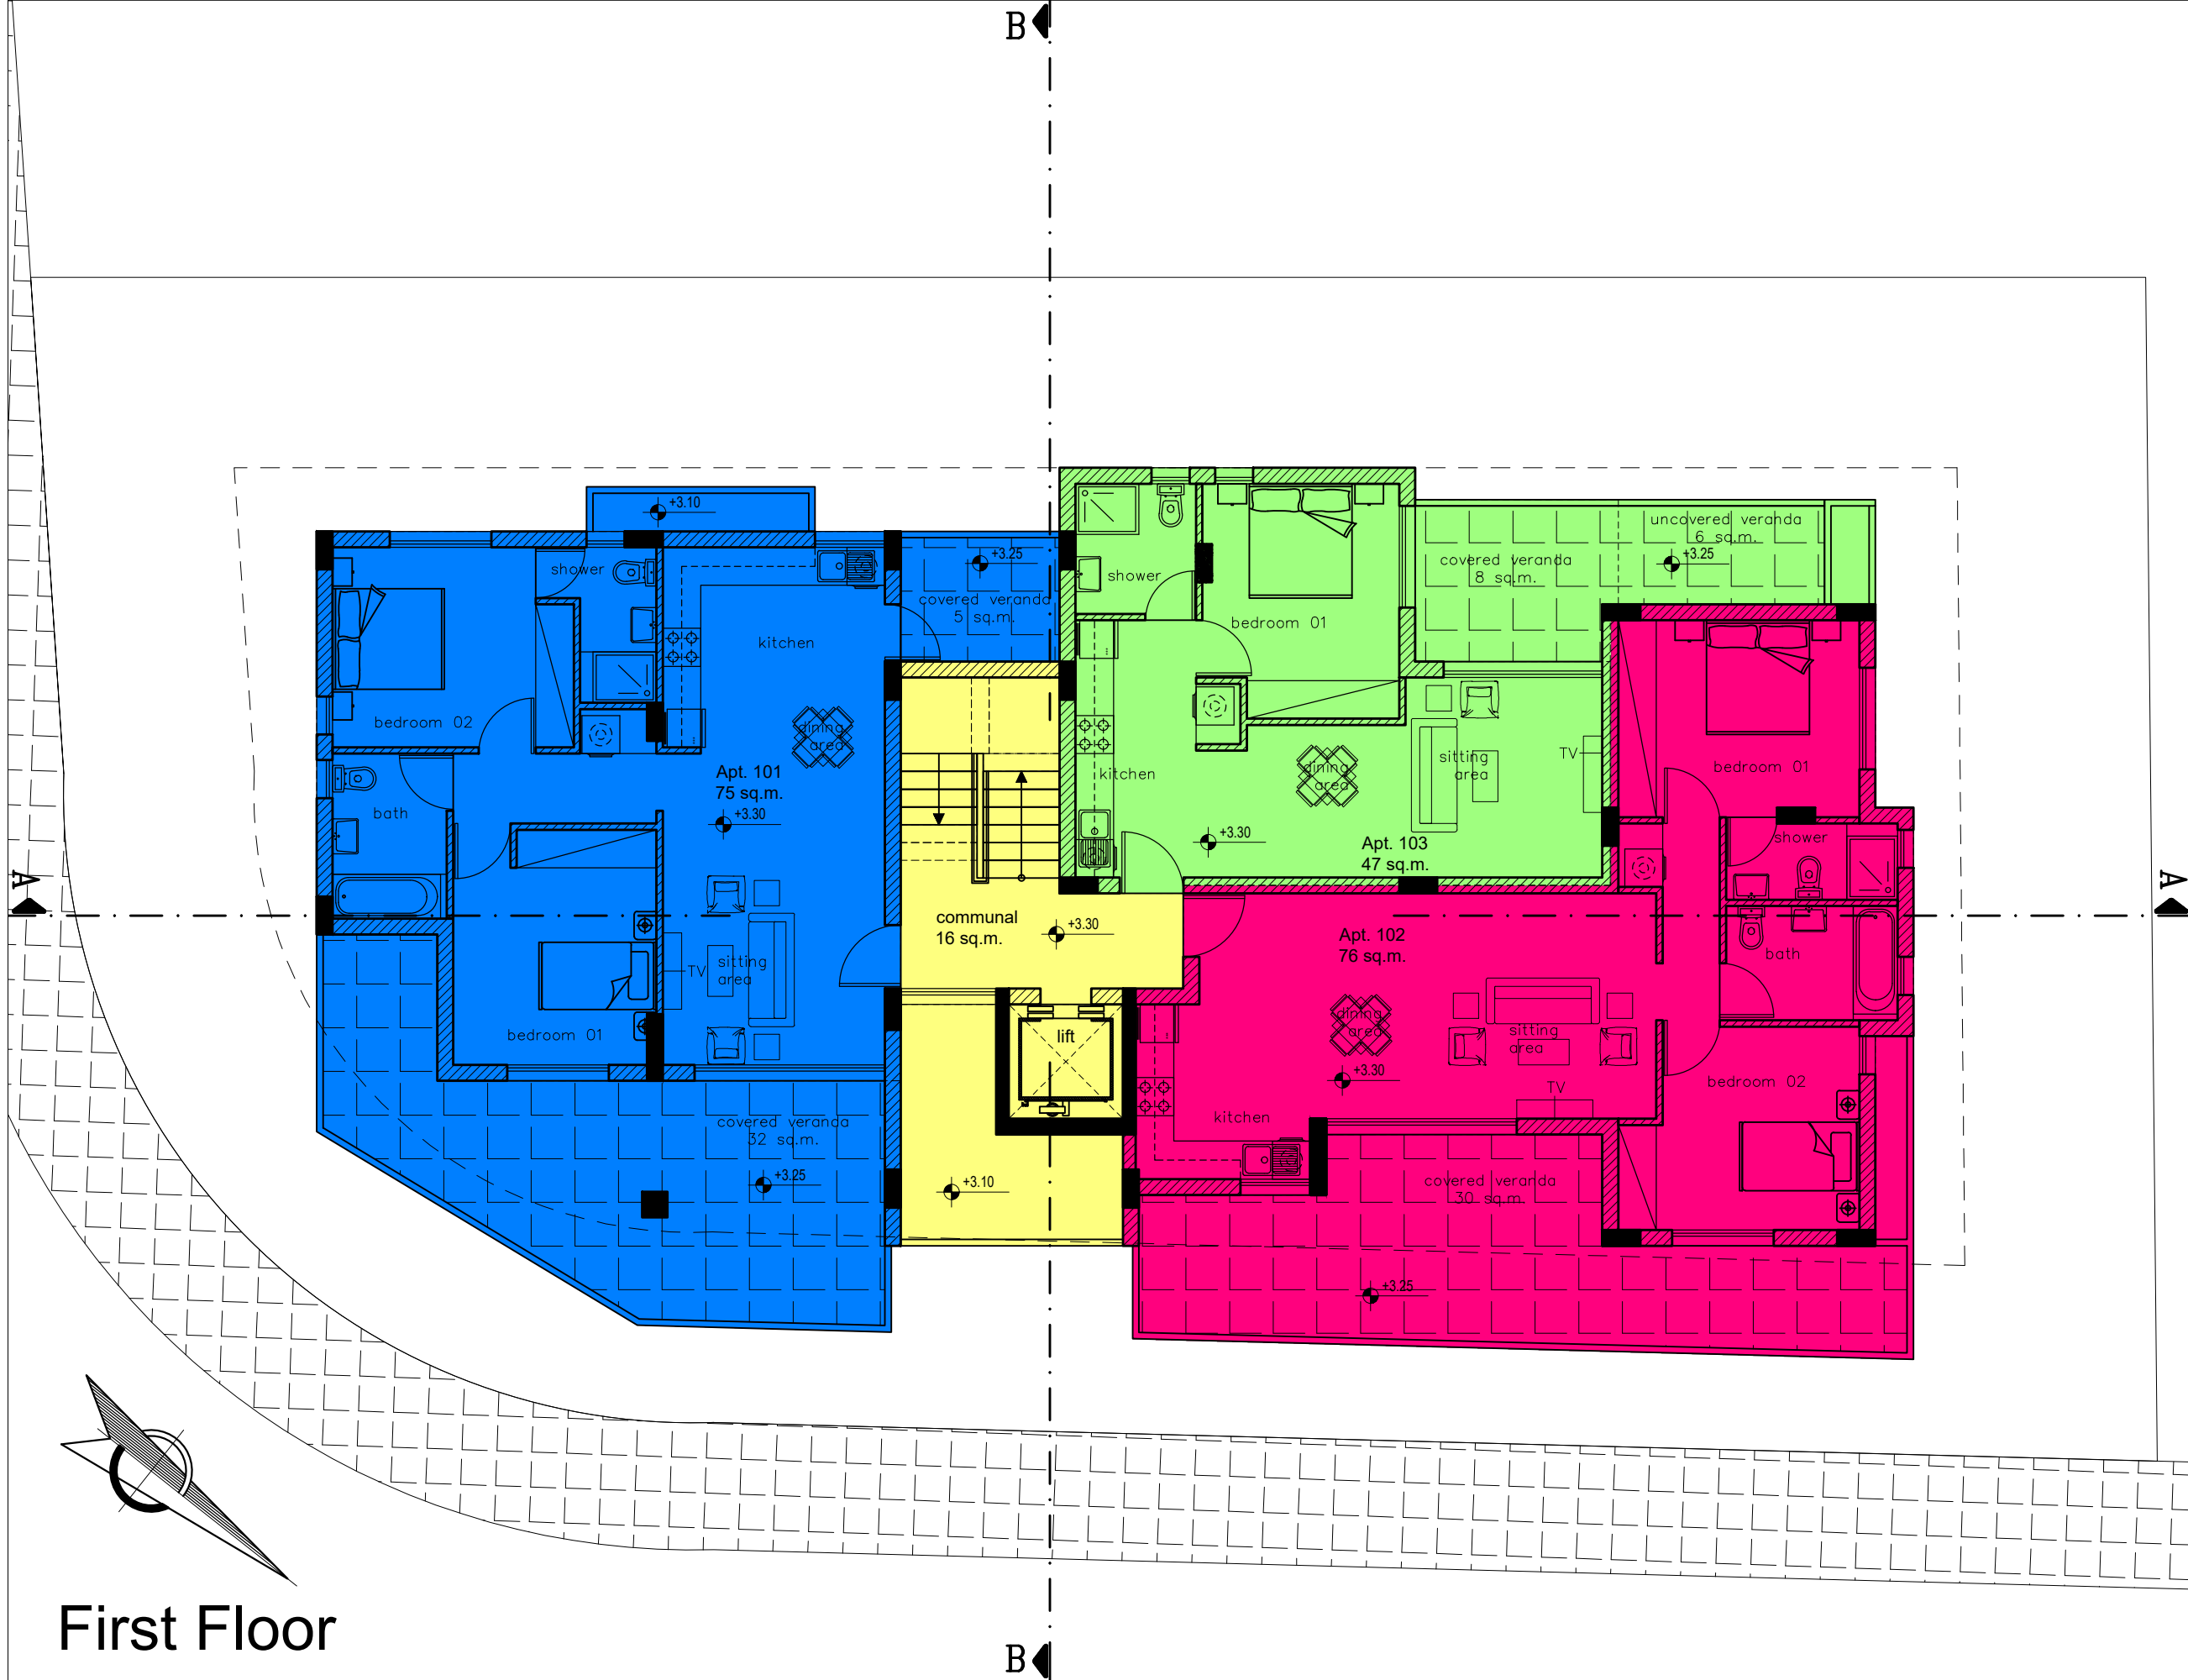 B
+3.10
uncovered veranda
6 sq.m.
+3.25
+3.25
covered veranda
8 sq.m.
shower
shower
covered veranda
5 sq.m.
bedroom 01
kitchen
bedroom 02
dining
area
Apt. 101
75 sq.m.
+3.30
bath
kitchen
dining
area
sitting
area
TV
bedroom 01
+3.30
Apt. 103
47 sq.m.
shower
A
A
communal
16 sq.m.
+3.30
Apt. 102
76 sq.m.
bath
TV
sitting
area
bedroom 01
lift
dining
area
sitting
area
+3.30
TV
bedroom 02
kitchen
covered veranda
32 sq.m.
+3.25
+3.10
covered veranda
30 sq.m.
+3.25
First Floor
B